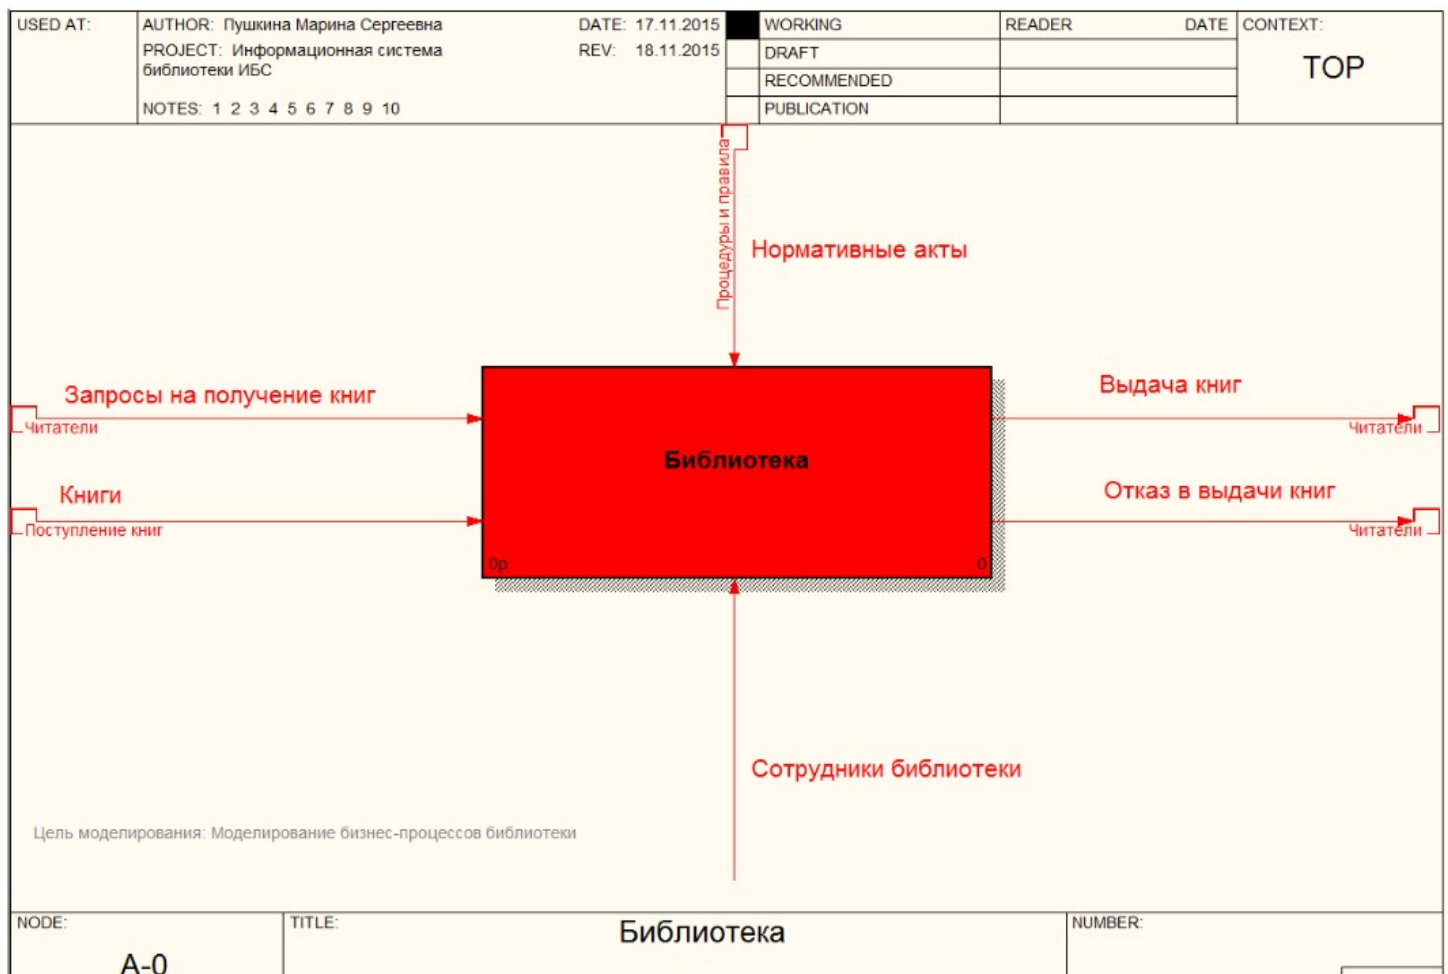 USED AT:
AUTHOR: Пушкина Марина Сергеевна
DATE: 17.11.2015
PROJECT: Информационная система
библиотеки ИБС
REV: 18.11.2015
NOTES: 1 2 3 4 5 6 7 8 9 10
WORKING
DRAFT
RECOMMENDED
PUBLICATION
READER DATE
CONTEXT:
TOP
Процедуры и правила
Нормативные акты
Запросы на получение книг
Читатели
Книги
Поступление книг
Библиотека
0р.
0
Выдача книг
Читатели
Отказ в выдачи книг
Читатели
Сотрудники библиотеки
Цель моделирования: Моделирование бизнес-процессов библиотеки
NODE:
A-0
TITLE:
Библиотека
NUMBER: